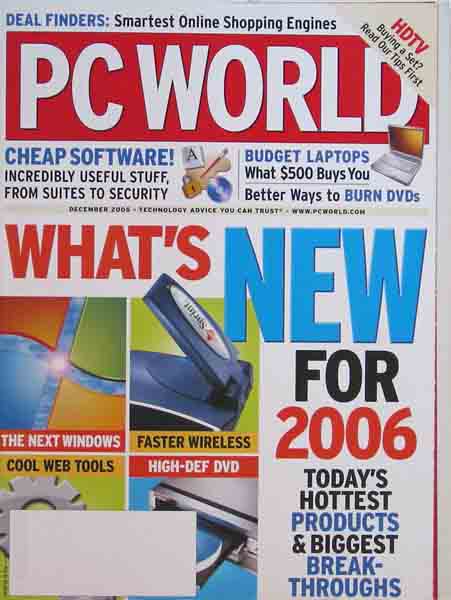 DEAL FINDERS: Smartest Online Shopping Engines
HDTV
Buying a Set?
Read Our Tips First
PC WORLD
CHEAP SOFTWARE!
INCREDIBLY USEFUL STUFF,
FROM SUITES TO SECURITY
BUDGET LAPTOPS
What $500 Buys You
Better Ways to BURN DVDs
DECEMBER 2005 • TECHNOLOGY ADVICE YOU CAN TRUST® • WWW.PCWORLD.COM
WHAT'S
NEW
FOR
2006
Sprint
THE NEXT WINDOWS
FASTER WIRELESS
COOL WEB TOOLS
HIGH-DEF DVD
TODAY'S
HOTTEST
PRODUCTS
& BIGGEST
BREAK-
THROUGHS